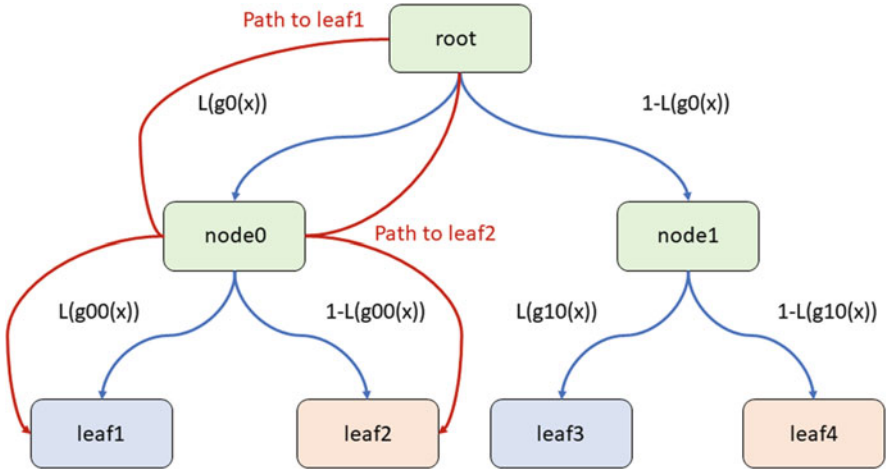 Path to leaf1
root
L(g0(x))
1-L(g0(x))
node0
Path to leaf2
node1
L(g00(x))
1-L(g00(x))
L(g10(x))
1-L(g10(x))
leaf1
leaf2
leaf3
leaf4